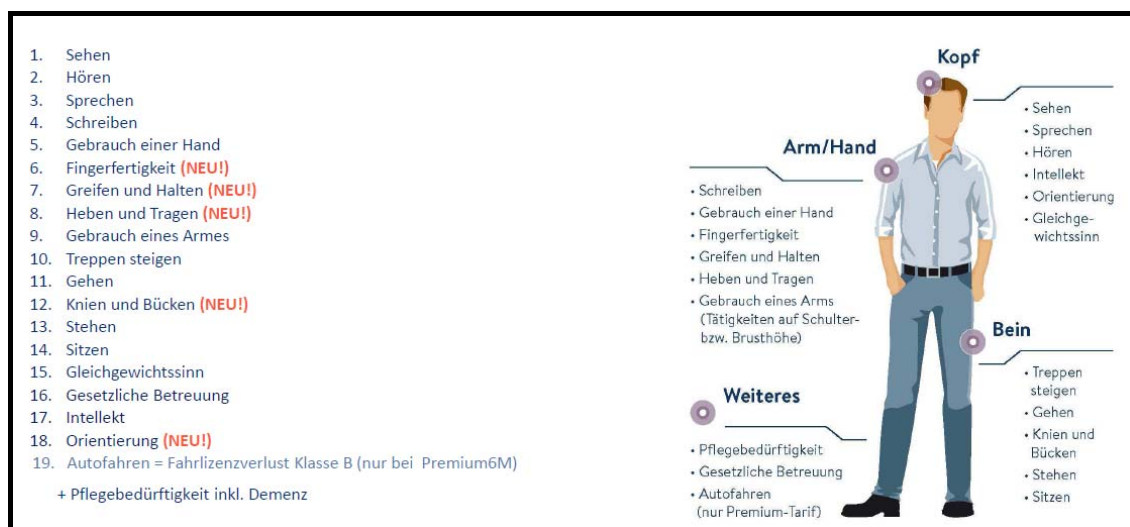 1. Sehen
2. Hören
3. Sprechen
4. Schreiben
5. Gebrauch einer Hand
6. Fingerfertigkeit (NEU!)
7. Greifen und Halten (NEU!)
8. Heben und Tragen (NEU!)
9. Gebrauch eines Armes
10. Treppen steigen
11. Gehen
12. Knien und Bücken (NEU!)
13. Stehen
14. Sitzen
15. Gleichgewichtssinn
16. Gesetzliche Betreuung
17. Intellekt
18. Orientierung (NEU!)
19. Autofahren = Fahrlizenzverlust Klasse B (nur bei Premium6M)
+ Pflegebedürftigkeit inkl. Demenz
Kopf
• Sehen
• Sprechen
• Hören
• Intellekt
• Orientierung
• Gleichge-
wichtssinn
Arm/Hand
• Schreiben
• Gebrauch einer Hand
• Fingerfertigkeit
• Greifen und Halten
• Heben und Tragen
• Gebrauch eines Arms
(Tätigkeiten auf Schulter-
bzw. Brusthöhe)
Bein
• Treppen
steigen
• Gehen
• Knien und
Bücken
• Stehen
• Sitzen
Weiteres
• Pflegebedürftigkeit
• Gesetzliche Betreuung
• Autofahren
(nur Premium-Tarif)